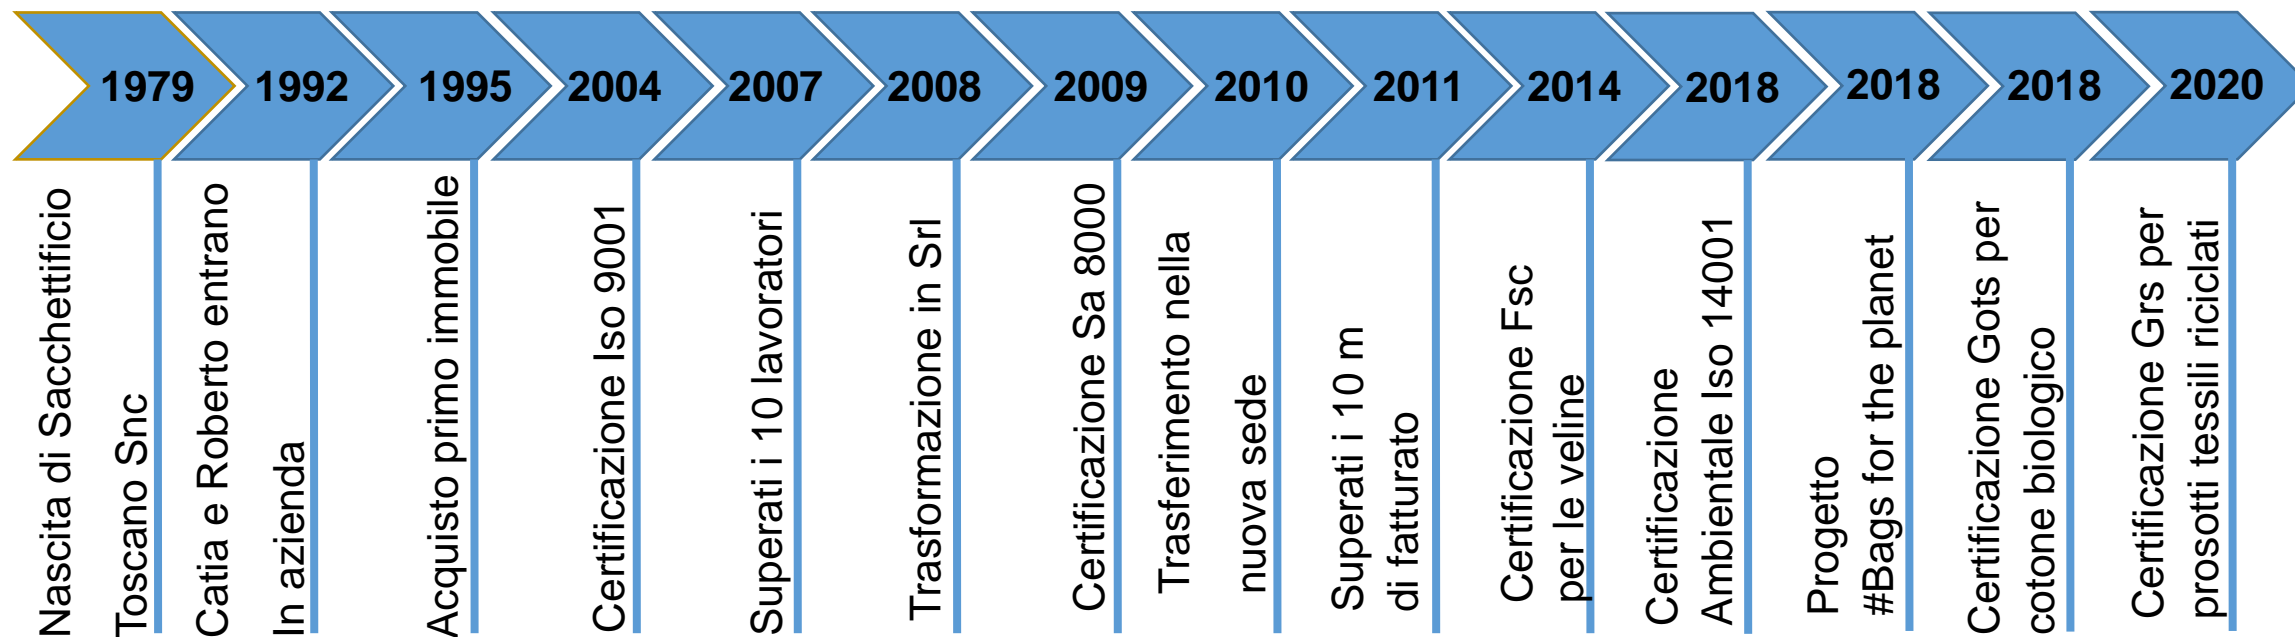 1979
1992
1995
2004
2007
2008
2009
2010
2011
2014
2018
2018
2018
2020
Nascita di Sacchettificio
Toscano Snc
Catia e Roberto entrano
In azienda
Acquisto primo immobile
Certificazione Iso 9001
Superati i 10 lavoratori
Trasformazione in Srl
Certificazione Sa 8000
Trasferimento nella
nuova sede
Superati i 10 m
di fatturato
Certificazione Fsc
per le veline
Certificazione
Ambientale Iso 14001
Progetto
#Bags for the planet
Certificazione Gots per
cotone biologico
Certificazione Grs per
prosotti tessili riciclati